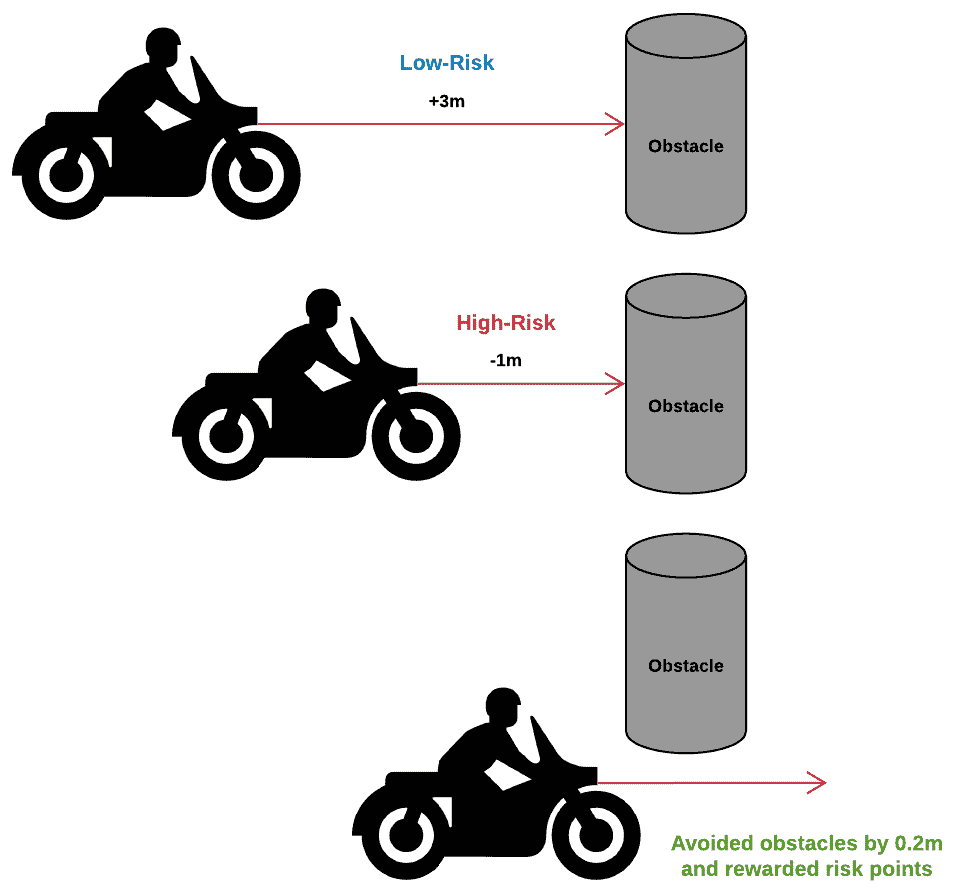 Low-Risk
+3m
Obstacle
High-Risk
-1m
Obstacle
Obstacle
Avoided obstacles by 0.2m
and rewarded risk points